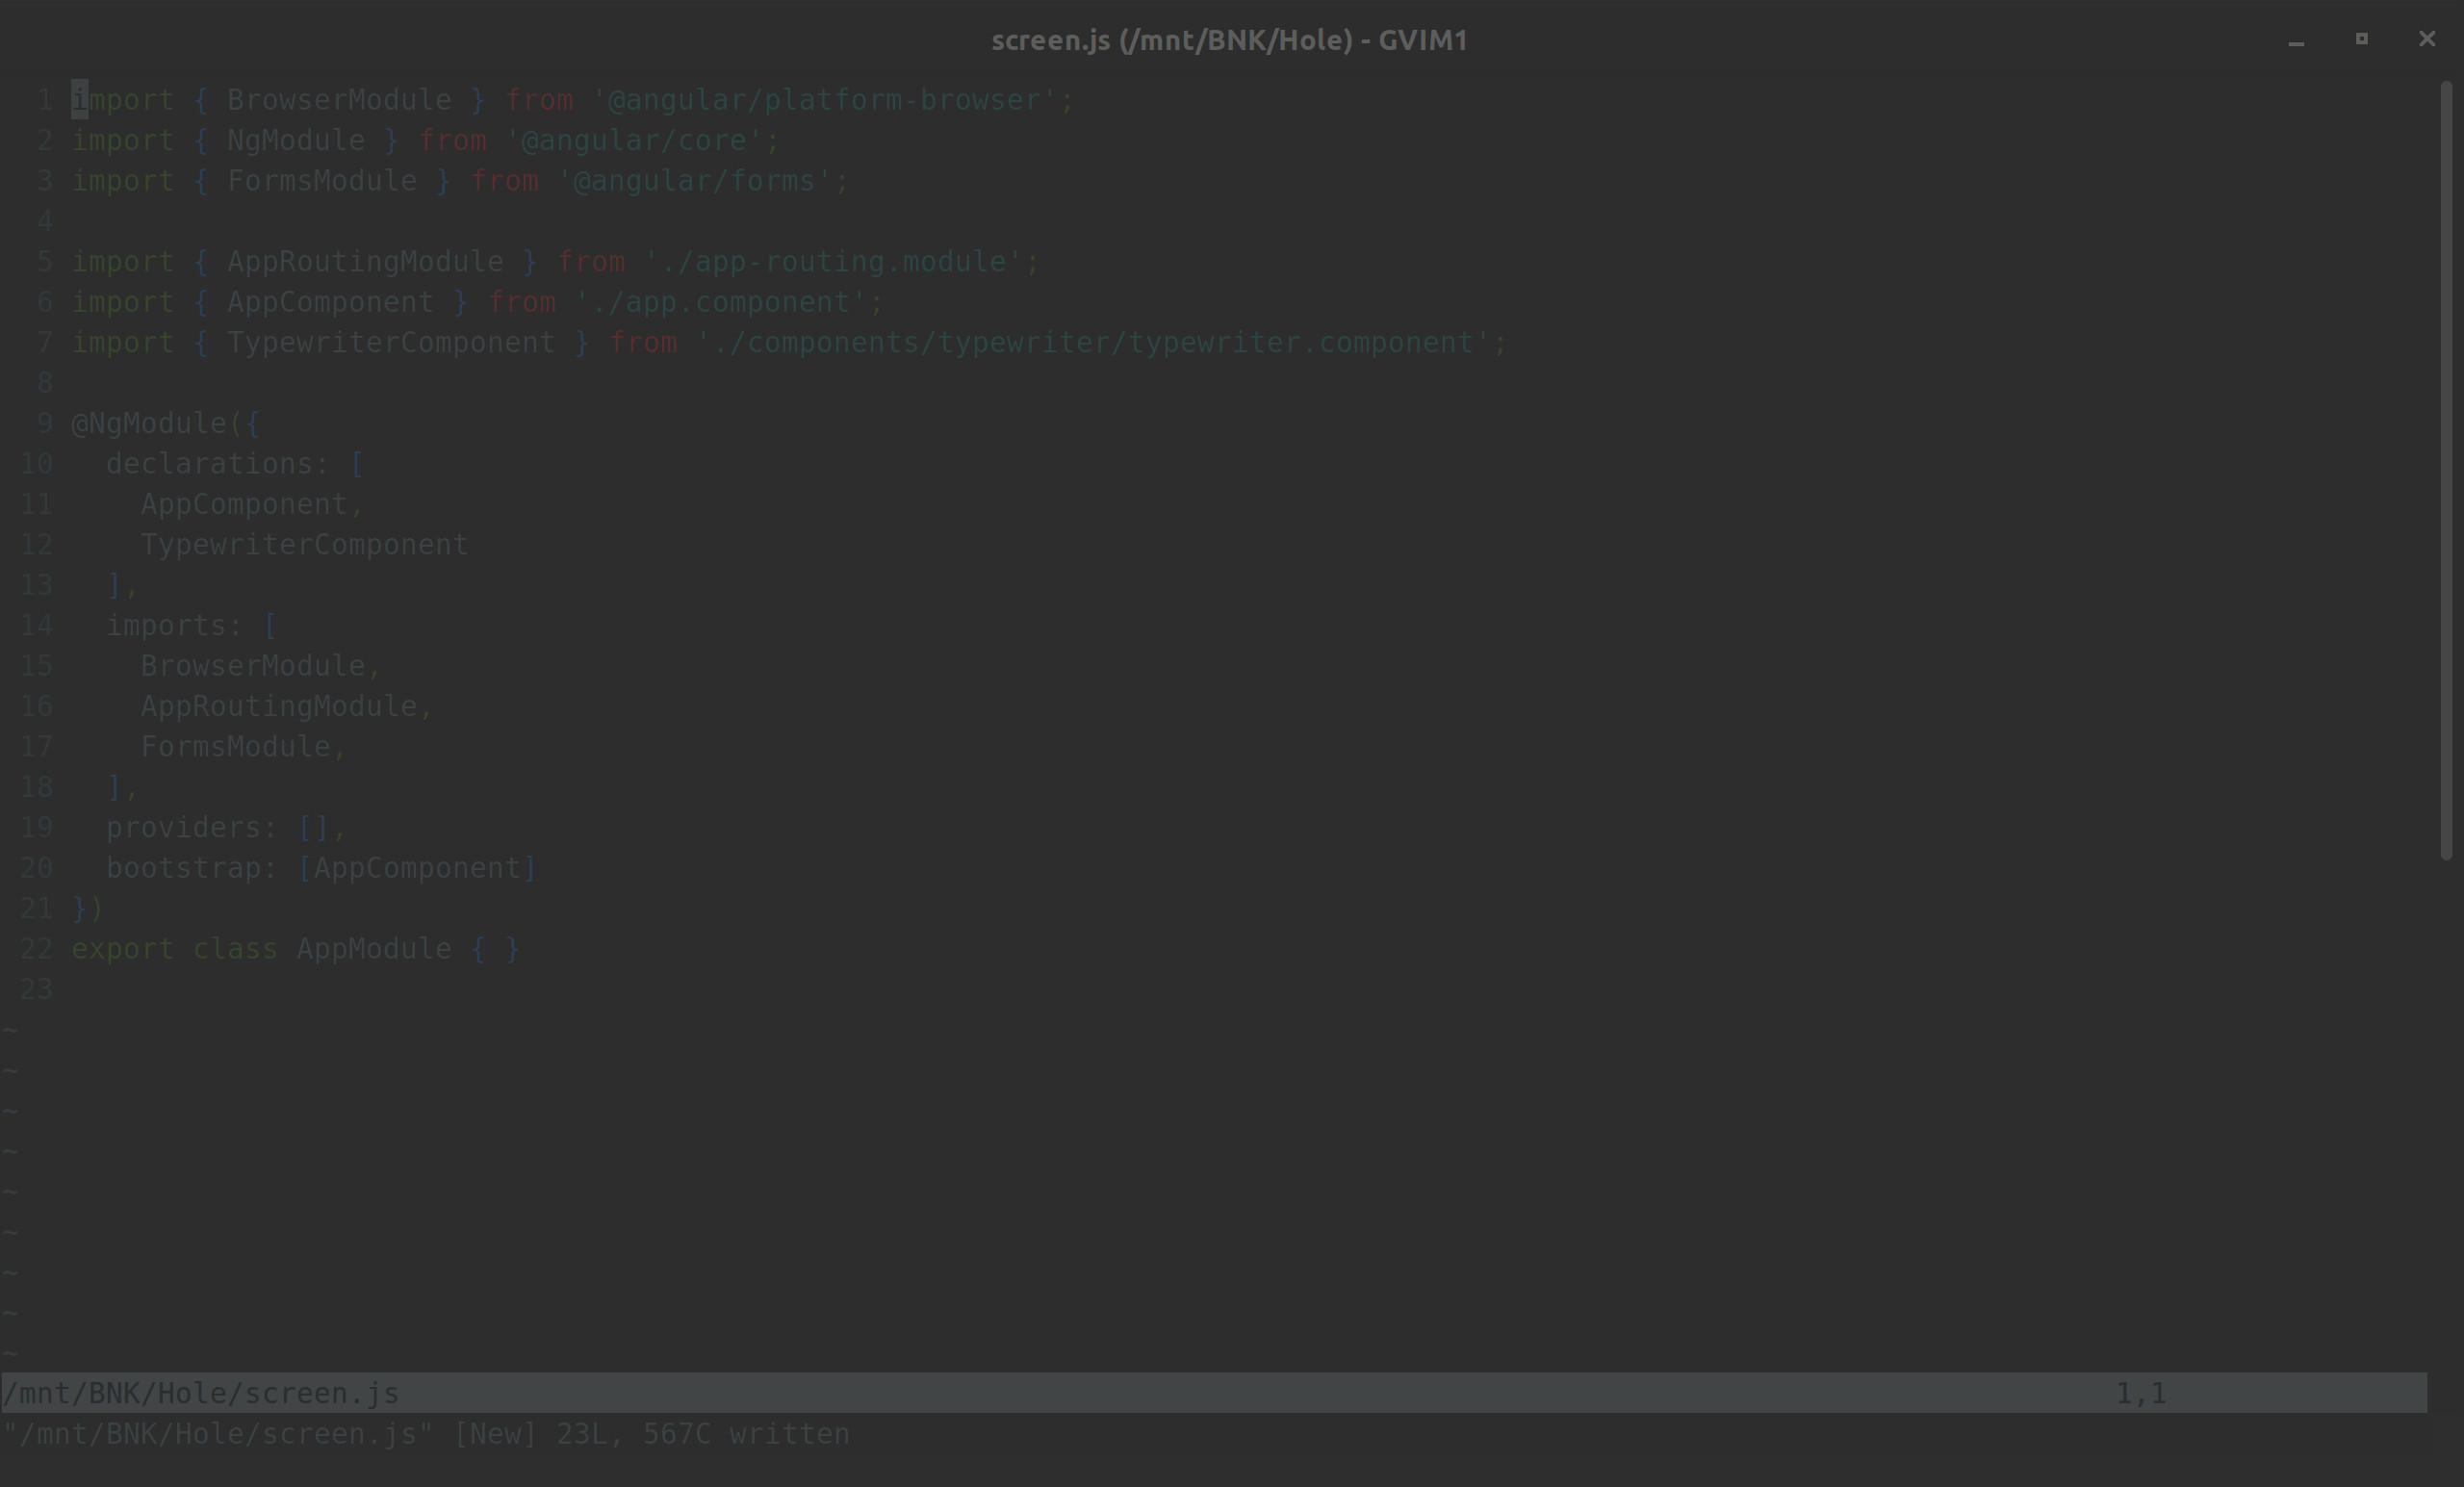 screen.js (/mnt/BNK/Hole) - GVIM1
1 import { BrowserModule } from '@angular/platform-browser';
2 import { NgModule } from '@angular/core';
3 import { FormsModule } from '@angular/forms';
4
5 import { AppRoutingModule } from './app-routing.module';
6 import { AppComponent } from './app.component';
7 import { TypewriterComponent } from './components/typewriter/typewriter.component';
8
9 @NgModule({
10   declarations: [
11     AppComponent,
12     TypewriterComponent
13   ],
14   imports: [
15     BrowserModule,
16     AppRoutingModule,
17     FormsModule,
18   ],
19   providers: [],
20   bootstrap: [AppComponent]
21 })
22 export class AppModule { }
23
~
~
~
~
~
~
~
~
~
/mnt/BNK/Hole/screen.js 1,1
"/mnt/BNK/Hole/screen.js" [New] 23L, 567C written